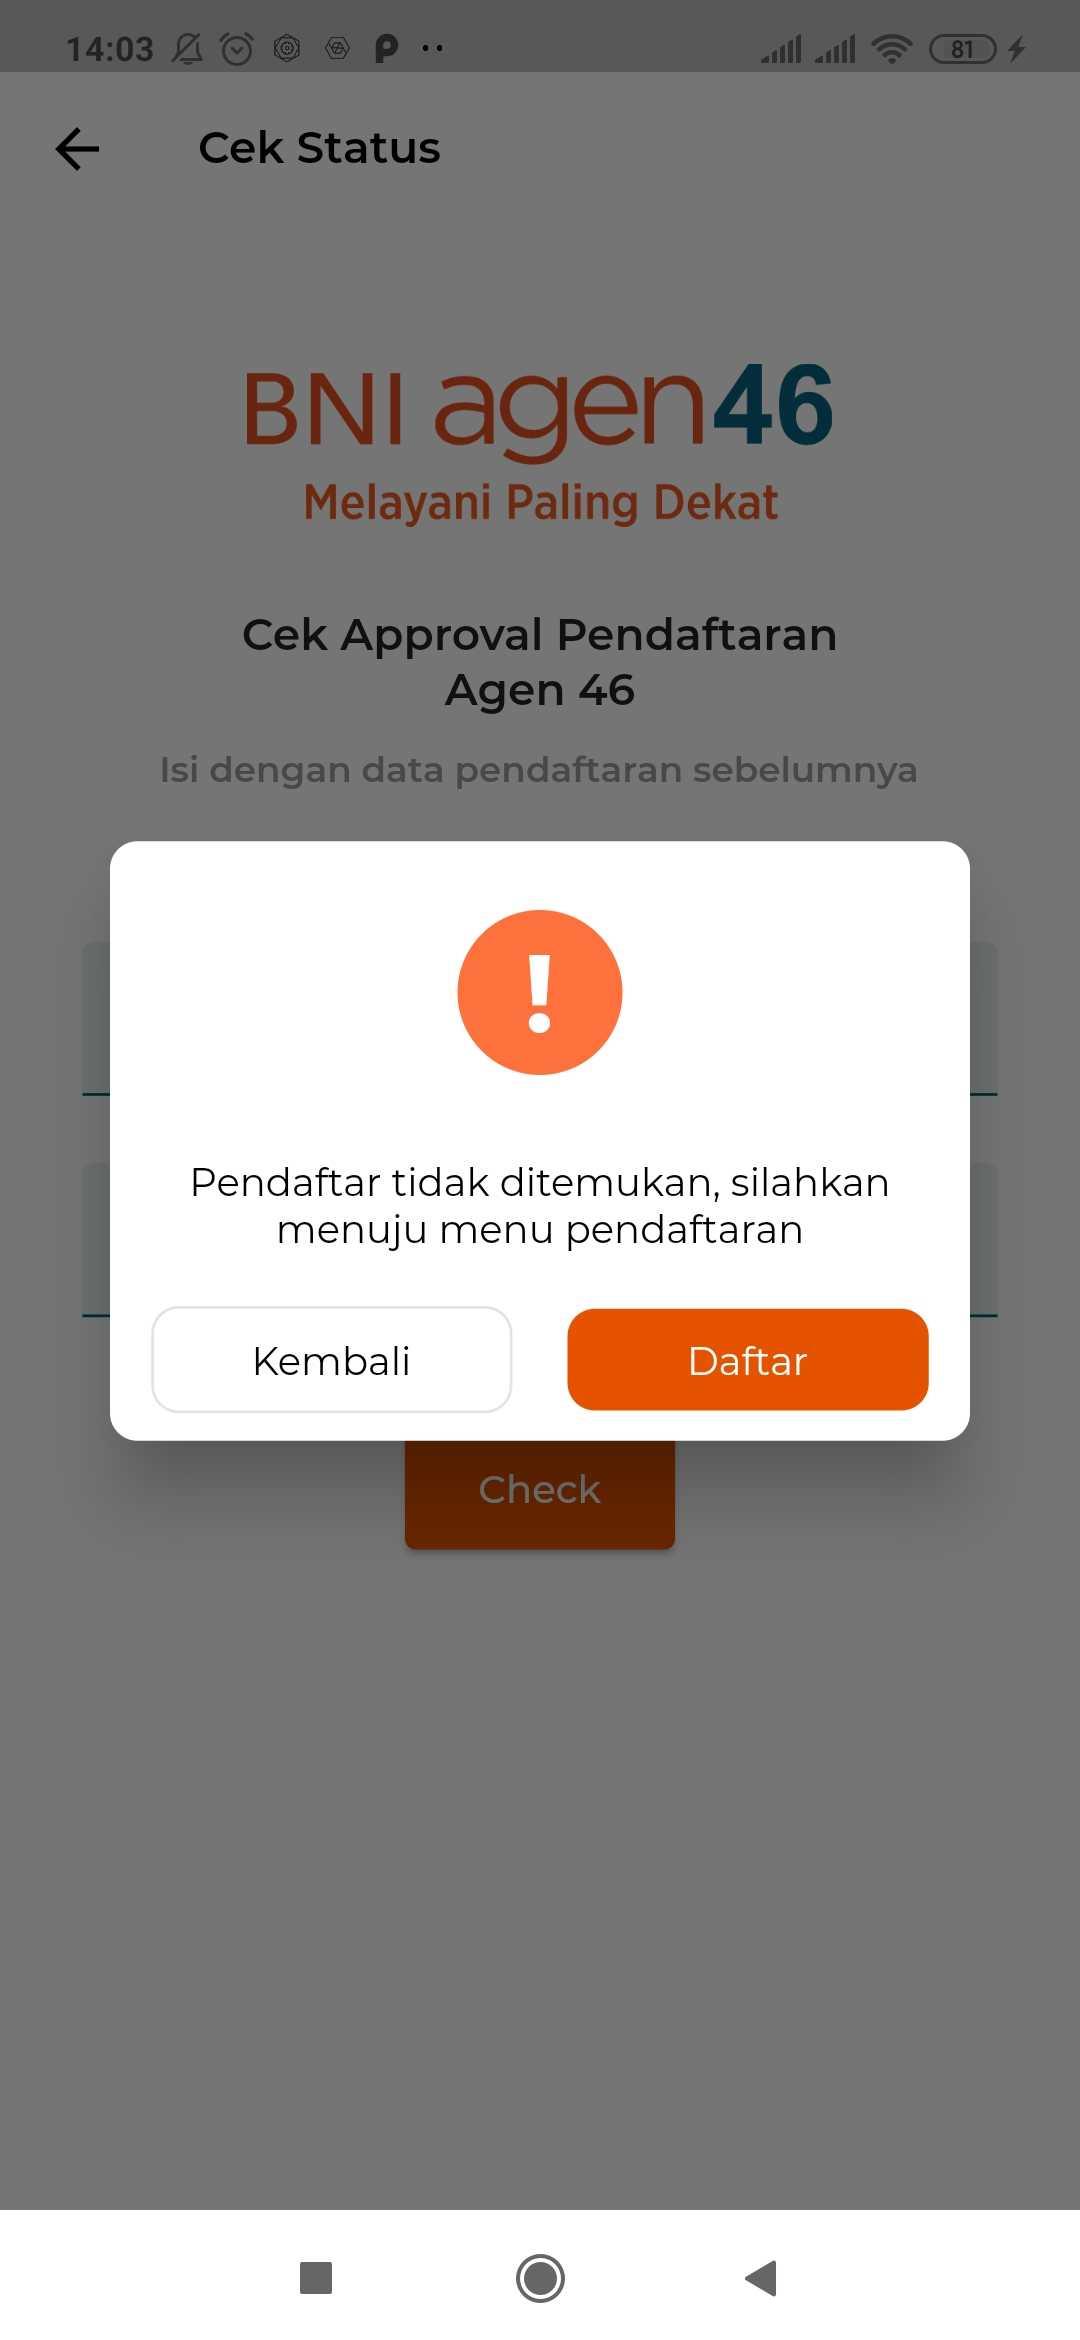 14:03
81
Cek Status
BNI agen46
Melayani Paling Dekat
Cek Approval Pendaftaran
Agen 46
Isi dengan data pendaftaran sebelumnya
!
Pendaftar tidak ditemukan, silahkan
menuju menu pendaftaran
Kembali
Daftar
Check